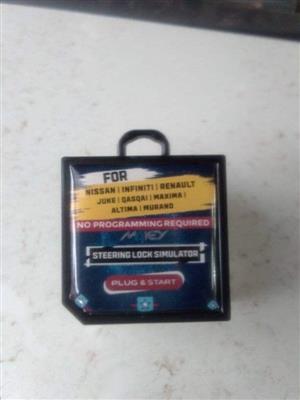 FOR
NISSAN | INFINITI | RENAULT
JUKE | QASQAI | MAXIMA |
ALTIMA | MURANO
NO PROGRAMMING REQUIRED
STEERING LOCK SIMULATOR
PLUG & START